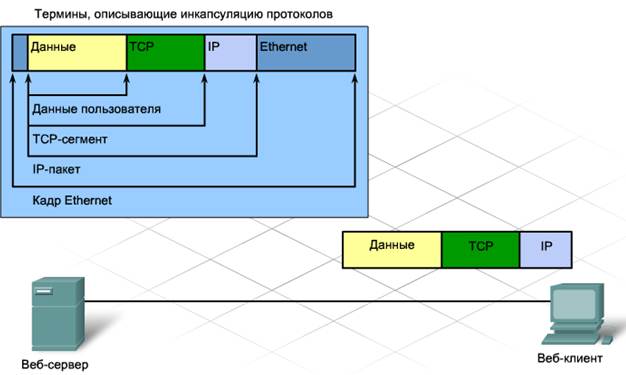 Термины, описывающие инкапсуляцию протоколов
Данные TCP IP Ethernet
Данные пользователя
TCP-сегмент
IP-пакет
Кадр Ethernet
Данные TCP IP
Веб-сервер
Веб-клиент